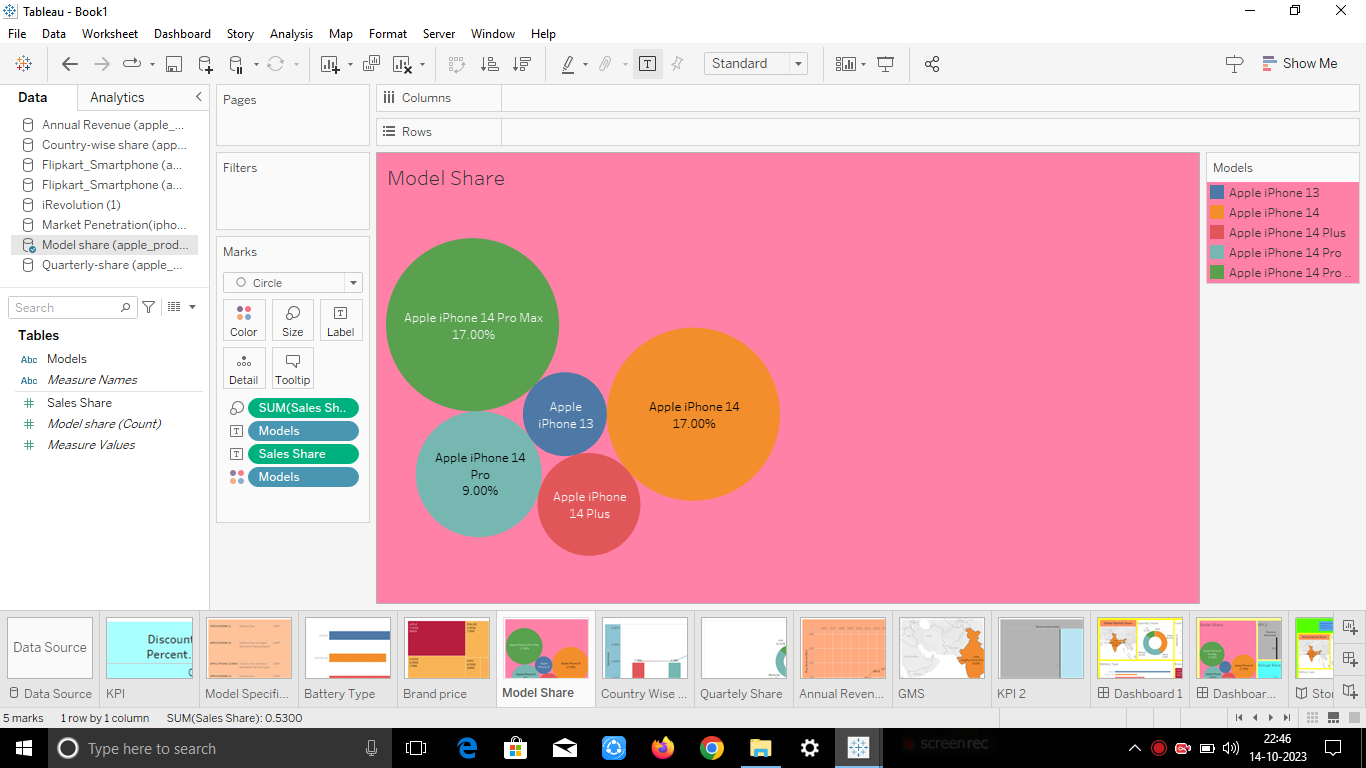 Tableau - Book1
File Data Worksheet Dashboard Story Analysis Map Format Server Window Help
Standard
Show Me
Data Analytics
Annual Revenue (apple_...
Country-wise share (app...
Flipkart_Smartphone (a...
Flipkart_Smartphone (a...
iRevolution (1)
Market Penetration(ipho...
Model share (apple_prod...
Quarterly-share (apple_...
Search
Tables
Abc Models
Abc Measure Names
Sales Share
Model share (Count)
Measure Values
Pages
Filters
Marks
Circle
Color Size Label
Detail Tooltip
SUM(Sales Sh..
Models
Sales Share
Models
Columns
Rows
Model Share
Apple iPhone 14 Pro Max
17.00%
Apple
iPhone 13
Apple iPhone 14
17.00%
Apple iPhone 14
Pro
9.00%
Apple iPhone
14 Plus
Models
Apple iPhone 13
Apple iPhone 14
Apple iPhone 14 Plus
Apple iPhone 14 Pro
Apple iPhone 14 Pro ..
Data Source
Discount
Percent.
Data Source KPI Model Specifi... Battery Type Brand price Model Share Country Wise ... Quartely Share Annual Reven... GMS KPI 2 Dashboard 1 Dashboar... Stor
5 marks 1 row by 1 column SUM(Sales Share): 0.5300
Type here to search
screenrec
22:46
14-10-2023